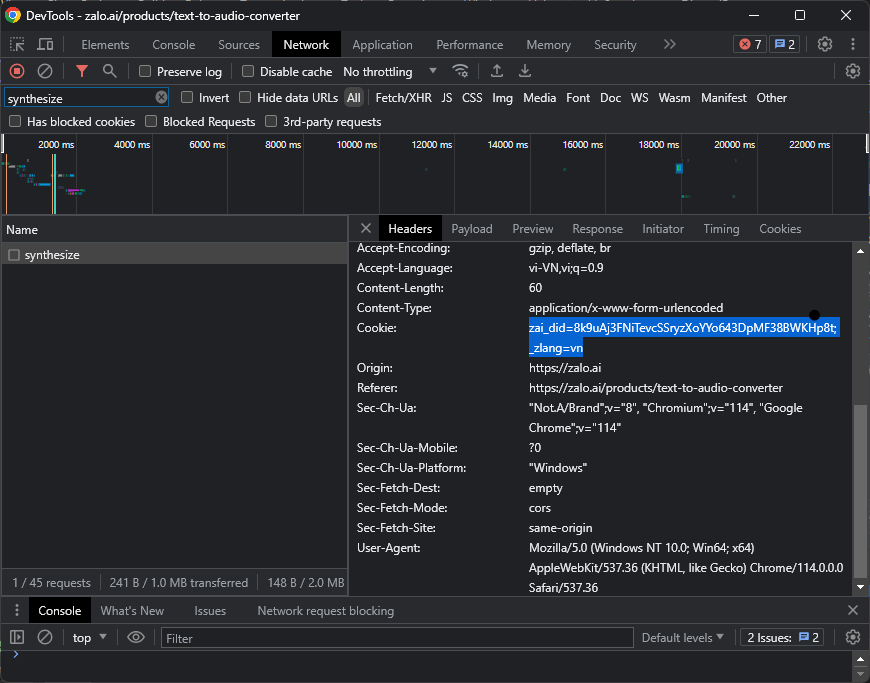 DevTools - zalo.ai/products/text-to-audio-converter
Elements Console Sources Network Application Performance Memory Security 7 2
Preserve log Disable cache No throttling
synthesize Invert Hide data URLs All Fetch/XHR JS CSS Img Media Font Doc WS Wasm Manifest Other
Has blocked cookies Blocked Requests 3rd-party requests
2000 ms 4000 ms 6000 ms 8000 ms 10000 ms 12000 ms 14000 ms 16000 ms 18000 ms 20000 ms 22000 ms
Name
synthesize
Headers Payload Preview Response Initiator Timing Cookies
Accept-Encoding: gzip, deflate, br
Accept-Language: vi-VN,vi;q=0.9
Content-Length: 60
Content-Type: application/x-www-form-urlencoded
Cookie: zai_did=8k9uAj3FNiTevcSSryzXoYYo643DpMF38BWKHp8t;
_zlang=vn
Origin: https://zalo.ai
Referer: https://zalo.ai/products/text-to-audio-converter
Sec-Ch-Ua: "Not.A/Brand";v="8", "Chromium";v="114", "Google
Chrome";v="114"
Sec-Ch-Ua-Mobile: ?0
Sec-Ch-Ua-Platform: "Windows"
Sec-Fetch-Dest: empty
Sec-Fetch-Mode: cors
Sec-Fetch-Site: same-origin
User-Agent: Mozilla/5.0 (Windows NT 10.0; Win64; x64)
AppleWebKit/537.36 (KHTML, like Gecko) Chrome/114.0.0.0
Safari/537.36
1 / 45 requests 241 B / 1.0 MB transferred 148 B / 2.0 MB
Console What's New Issues Network request blocking
top Filter Default levels 2 Issues: 2